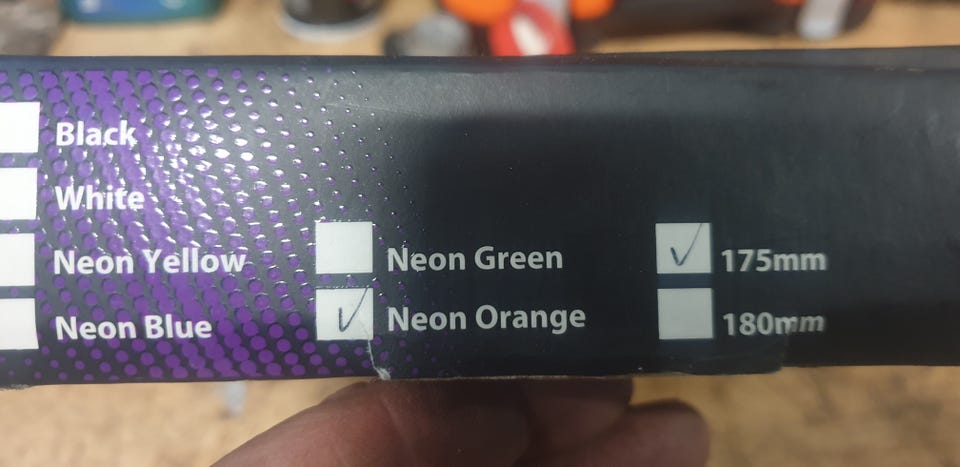 Black
White
Neon Yellow
Neon Blue
Neon Green
Neon Orange
175mm
180mm